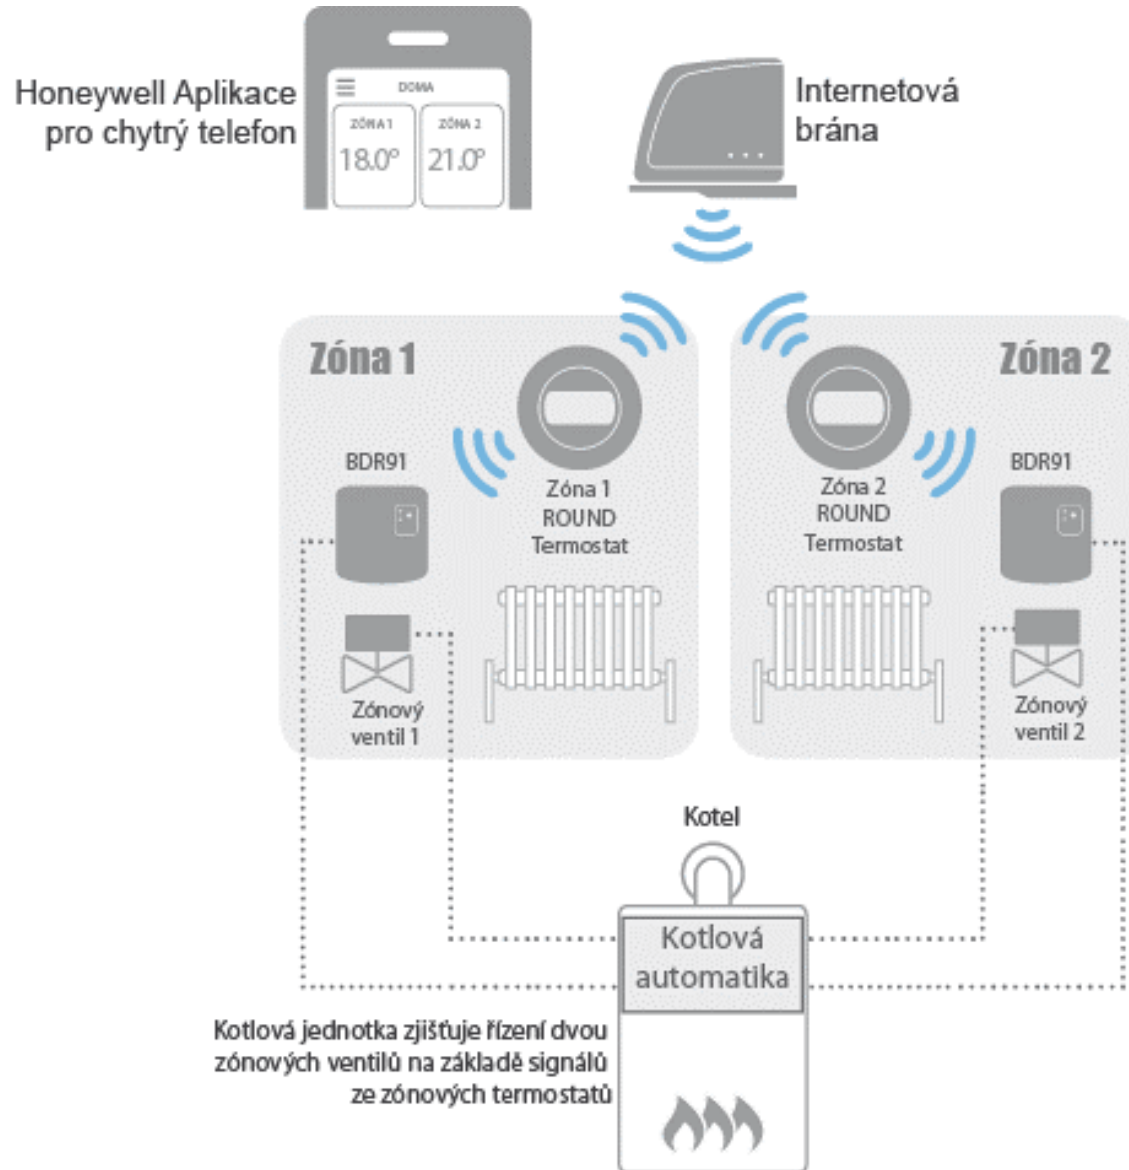 Honeywell Aplikace
pro chytrý telefon
DOMA
ZÓNA 1
18.0°
ZÓNA 2
21.0°
Internetová
brána
Zóna 1
BDR91
Zóna 1
ROUND
Termostat
Zónový
ventil 1
Zóna 2
Zóna 2
ROUND
Termostat
BDR91
Zónový
ventil 2
Kotel
Kotlová
automatika
Kotlová jednotka zjišťuje řízení dvou
zónových ventilů na základě signálů
ze zónových termostatů